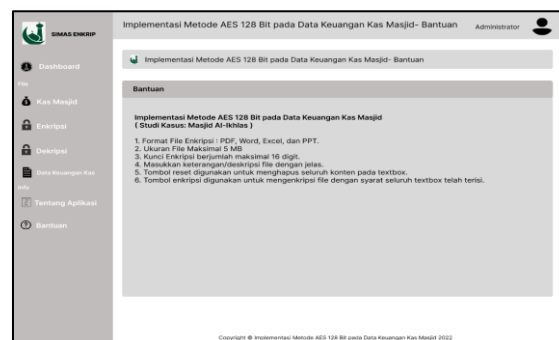 SIMAS ENKRIP
Implementasi Metode AES 128 Bit pada Data Keuangan Kas Masjid- Bantuan
Administrator
Dashboard
File
Kas Masjid
Enkripsi
Dekripsi
Data Keuangan Kas
Info
Tentang Aplikasi
Bantuan
Implementasi Metode AES 128 Bit pada Data Keuangan Kas Masjid- Bantuan
Bantuan
Implementasi Metode AES 128 Bit pada Data Keuangan Kas Masjid
( Studi Kasus: Masjid Al-Ikhlas )
1. Format File Enkripsi : PDF, Word, Excel, dan PPT.
2. Ukuran File Maksimal 5 MB
3. Kunci Enkripsi berjumlah maksimal 16 digit.
4. Masukkan keterangan/deskripsi file dengan jelas.
5. Tombol reset digunakan untuk menghapus seluruh konten pada textbox.
6. Tombol enkripsi digunakan untuk mengenkripsi file dengan syarat seluruh textbox telah terisi.
Copyright © Implementasi Metode AES 128 Bit pada Data Keuangan Kas Masjid 2022